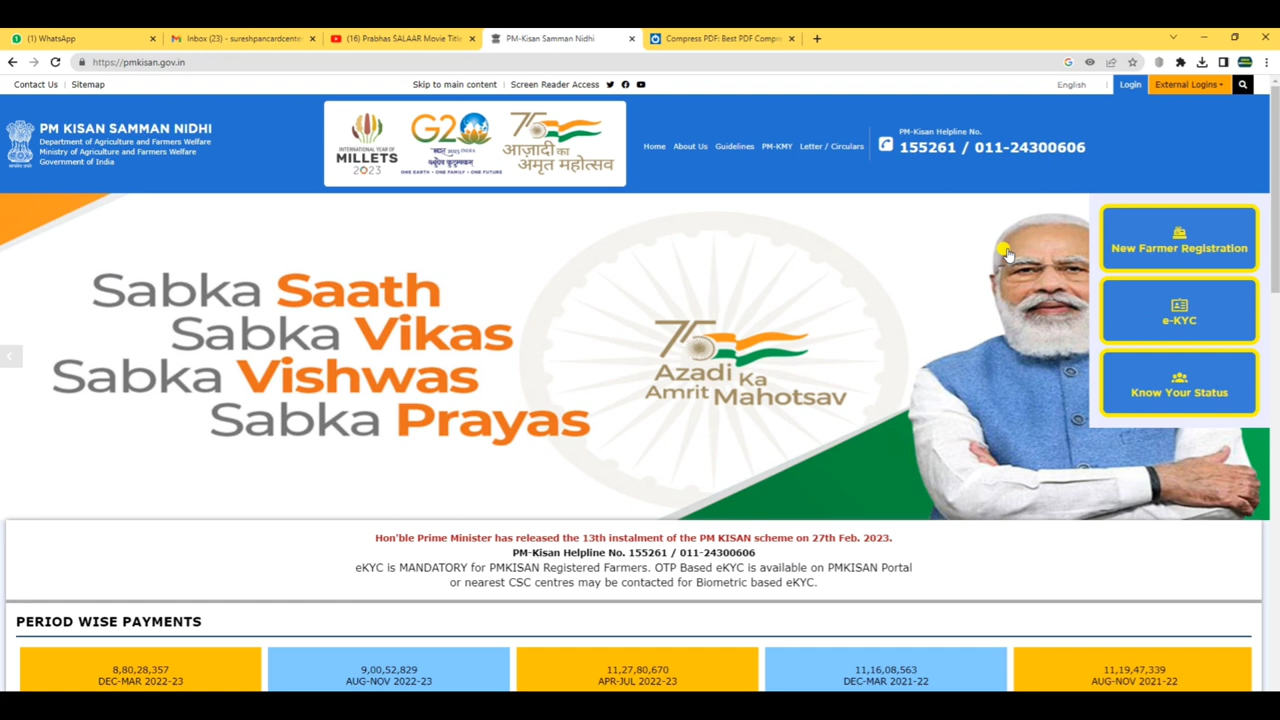 (1) WhatsApp
Inbox (23) - sureshpancardcente
(16) Prabhas SALAAR Movie Title
PM-Kisan Samman Nidhi
Compress PDF: Best PDF Compre
https://pmkisan.gov.in
Contact Us | Sitemap
Skip to main content | Screen Reader Access
English
Login
External Logins
PM KISAN SAMMAN NIDHI
Department of Agriculture and Farmers Welfare
Ministry of Agriculture and Farmers Welfare
Government of India
INTERNATIONAL YEAR OF
MILLETS
2023
G20
वसुधैव कुटुम्बकम्
ONE EARTH • ONE FAMILY • ONE FUTURE
75
आज़ादी का
अमृत महोत्सव
Home
About Us
Guidelines
PM-KMY
Letter / Circulars
PM-Kisan Helpline No.
155261 / 011-24300606
Sabka Saath
Sabka Vikas
Sabka Vishwas
Sabka Prayas
75
Azadi Ka
Amrit Mahotsav
New Farmer Registration
e-KYC
Know Your Status
Hon'ble Prime Minister has released the 13th instalment of the PM KISAN scheme on 27th Feb. 2023.
PM-Kisan Helpline No. 155261 / 011-24300606
eKYC is MANDATORY for PMKISAN Registered Farmers. OTP Based eKYC is available on PMKISAN Portal
or nearest CSC centres may be contacted for Biometric based eKYC.
PERIOD WISE PAYMENTS
8,80,28,357
DEC-MAR 2022-23
9,00,52,829
AUG-NOV 2022-23
11,27,80,670
APR-JUL 2022-23
11,16,08,563
DEC-MAR 2021-22
11,19,47,339
AUG-NOV 2021-22